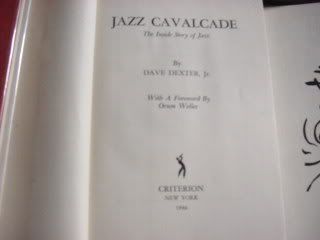 JAZZ CAVALCADE
The Inside Story of Jazz
By
DAVE DEXTER, Jr.
With A Foreword By
Orson Welles
CRITERION
NEW YORK
1946